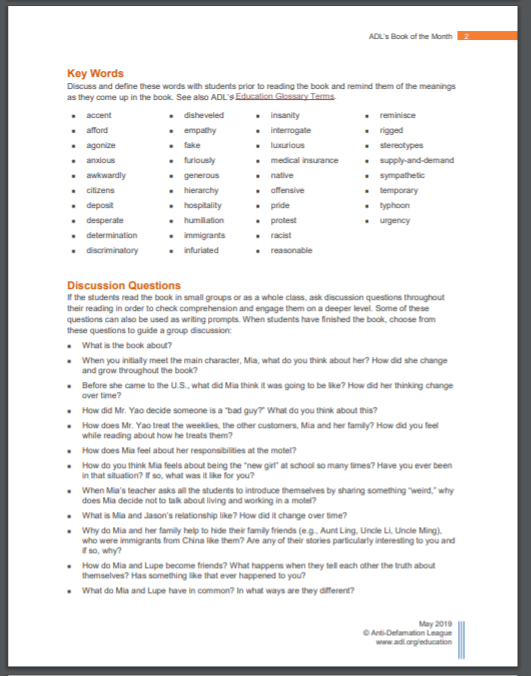 ADL's Book of the Month 2
Key Words
Discuss and define these words with students prior to reading the book and remind them of the meanings
as they come up in the book. See also ADL's Education Glossary Terms.
▪ accent
▪ afford
▪ agonize
▪ anxious
▪ awkwardly
▪ citizens
▪ deposit
▪ desperate
▪ determination
▪ discriminatory
▪ disheveled
▪ empathy
▪ fake
▪ furiously
▪ generous
▪ hierarchy
▪ hospitality
▪ humiliation
▪ immigrants
▪ infuriated
▪ insanity
▪ interrogate
▪ luxurious
▪ medical insurance
▪ native
▪ offensive
▪ pride
▪ protest
▪ racist
▪ reasonable
▪ reminisce
▪ rigged
▪ stereotypes
▪ supply-and-demand
▪ sympathetic
▪ temporary
▪ typhoon
▪ urgency
Discussion Questions
If the students read the book in small groups or as a whole class, ask discussion questions throughout
their reading in order to check comprehension and engage them on a deeper level. Some of these
questions can also be used as writing prompts. When students have finished the book, choose from
these questions to guide a group discussion:
▪ What is the book about?
▪ When you initially meet the main character, Mia, what do you think about her? How did she change
and grow throughout the book?
▪ Before she came to the U.S., what did Mia think it was going to be like? How did her thinking change
over time?
▪ How did Mr. Yao decide someone is a "bad guy?" What do you think about this?
▪ How does Mr. Yao treat the weeklies, the other customers, Mia and her family? How did you feel
while reading about how he treats them?
▪ How does Mia feel about her responsibilities at the motel?
▪ How do you think Mia feels about being the "new girl" at school so many times? Have you ever been
in that situation? If so, what was it like for you?
▪ When Mia's teacher asks all the students to introduce themselves by sharing something "weird," why
does Mia decide not to talk about living and working in a motel?
▪ What is Mia and Jason's relationship like? How did it change over time?
▪ Why do Mia and her family help to hide their family friends (e.g., Aunt Ling, Uncle Li, Uncle Ming),
who were immigrants from China like them? Are any of their stories particularly interesting to you and
if so, why?
▪ How do Mia and Lupe become friends? What happens when they tell each other the truth about
themselves? Has something like that ever happened to you?
▪ What do Mia and Lupe have in common? In what ways are they different?
May 2019
© Anti-Defamation League
www.adl.org/education